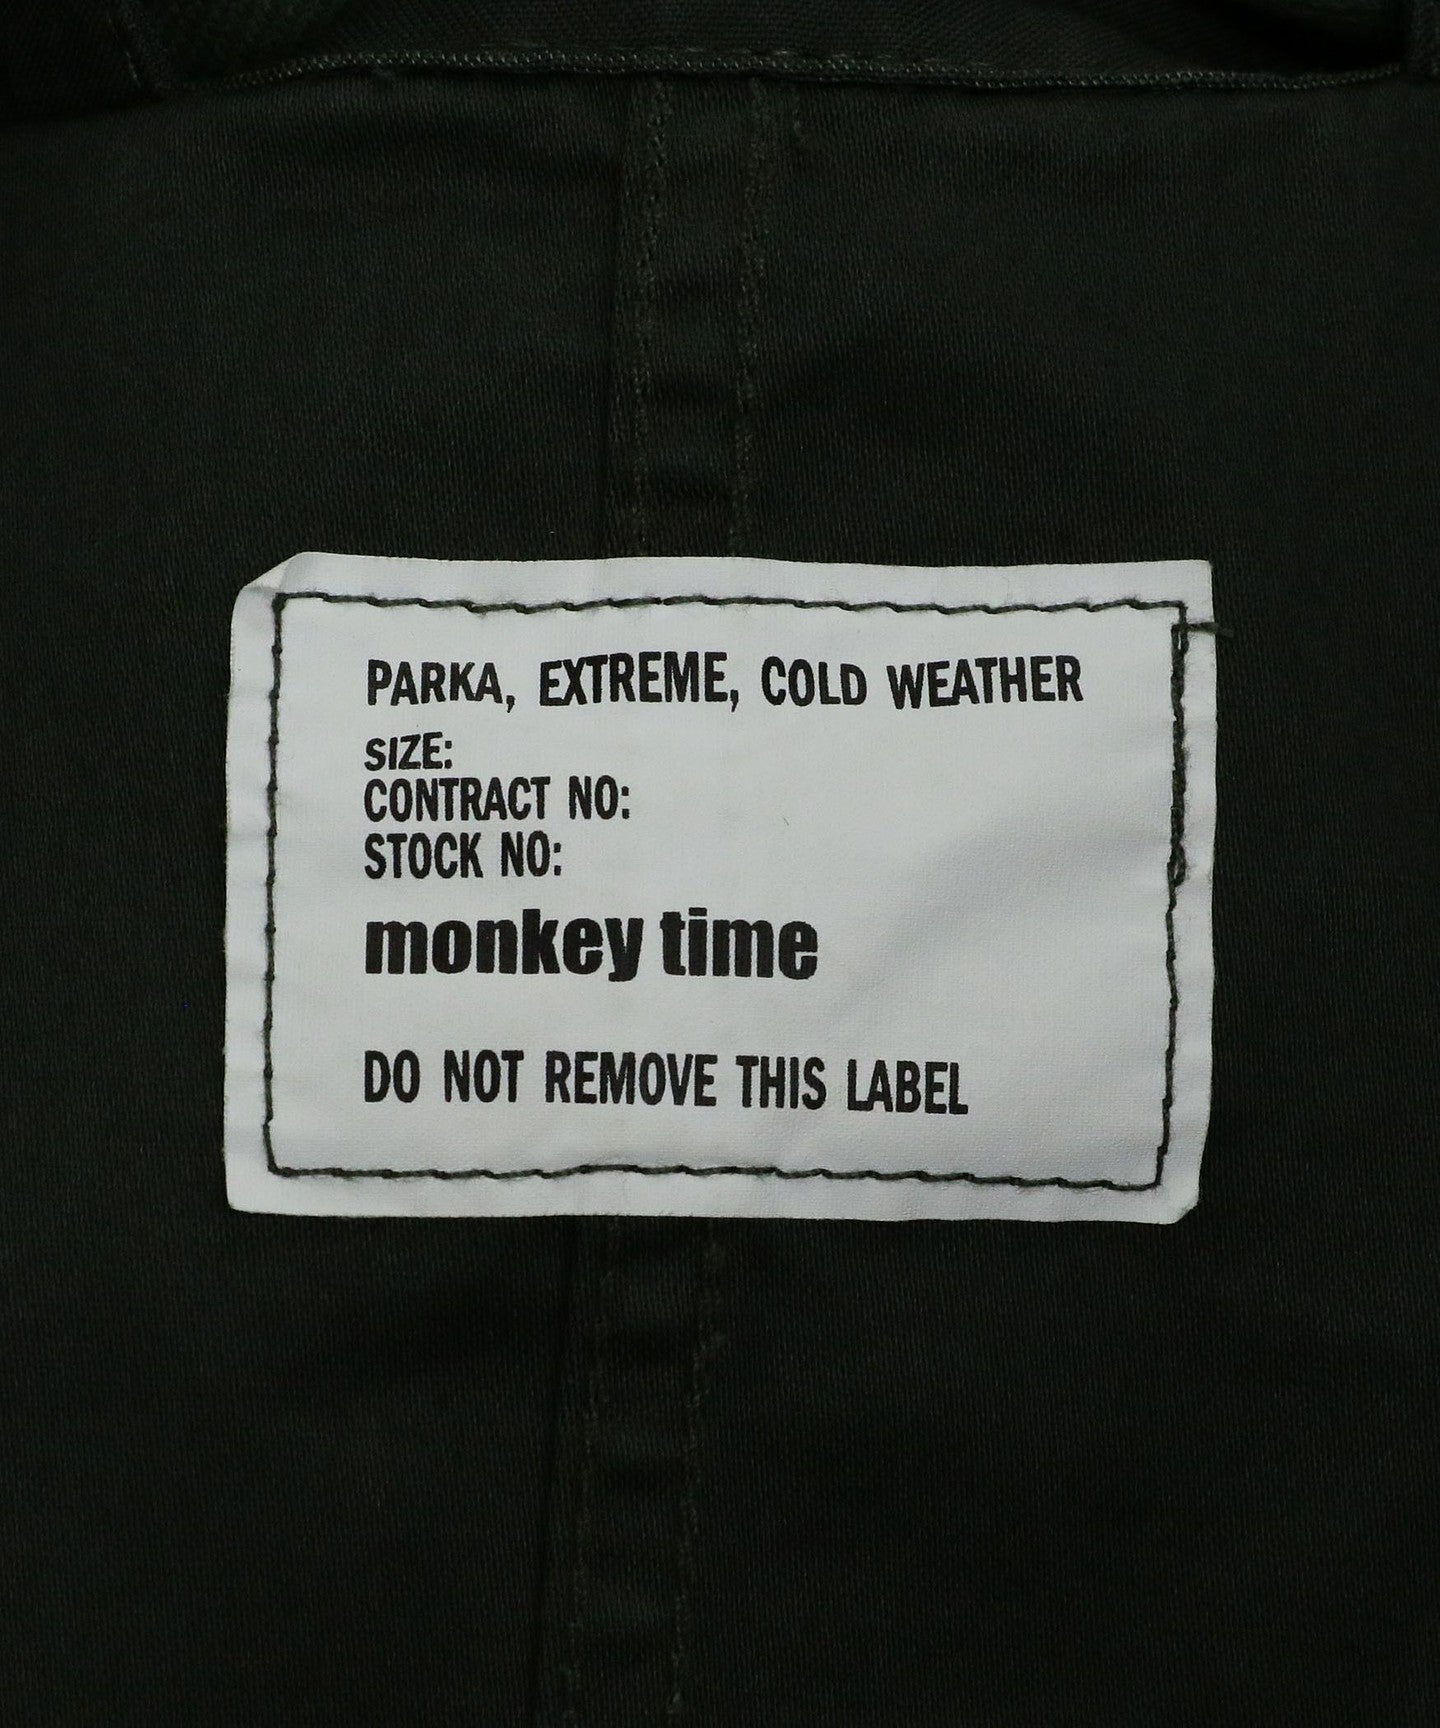 PARKA, EXTREME, COLD WEATHER
SIZE:
CONTRACT NO:
STOCK NO:
monkey time
DO NOT REMOVE THIS LABEL